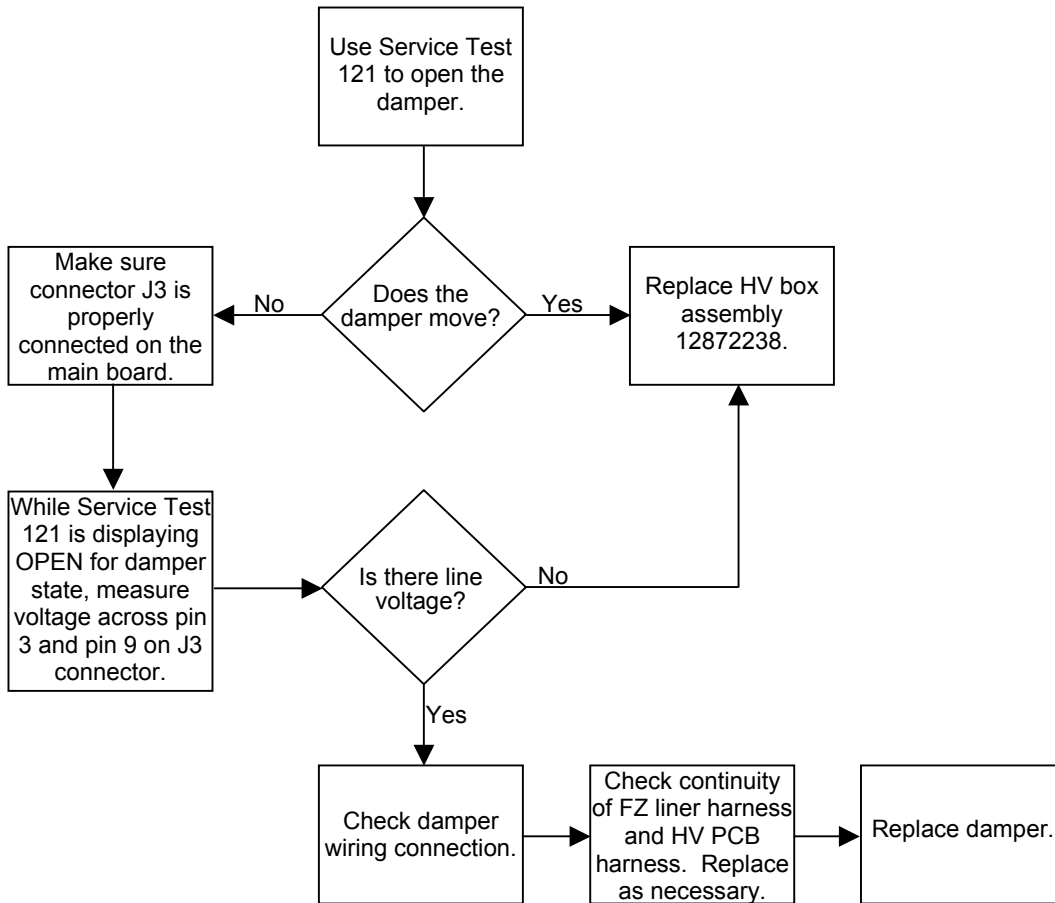 Use Service Test
121 to open the
damper.
Does the
damper move?
No
Yes
Make sure
connector J3 is
properly
connected on the
main board.
Replace HV box
assembly
12872238.
While Service Test
121 is displaying
OPEN for damper
state, measure
voltage across pin
3 and pin 9 on J3
connector.
Is there line
voltage?
No
Yes
Check damper
wiring connection.
Check continuity
of FZ liner harness
and HV PCB
harness.  Replace
as necessary.
Replace damper.